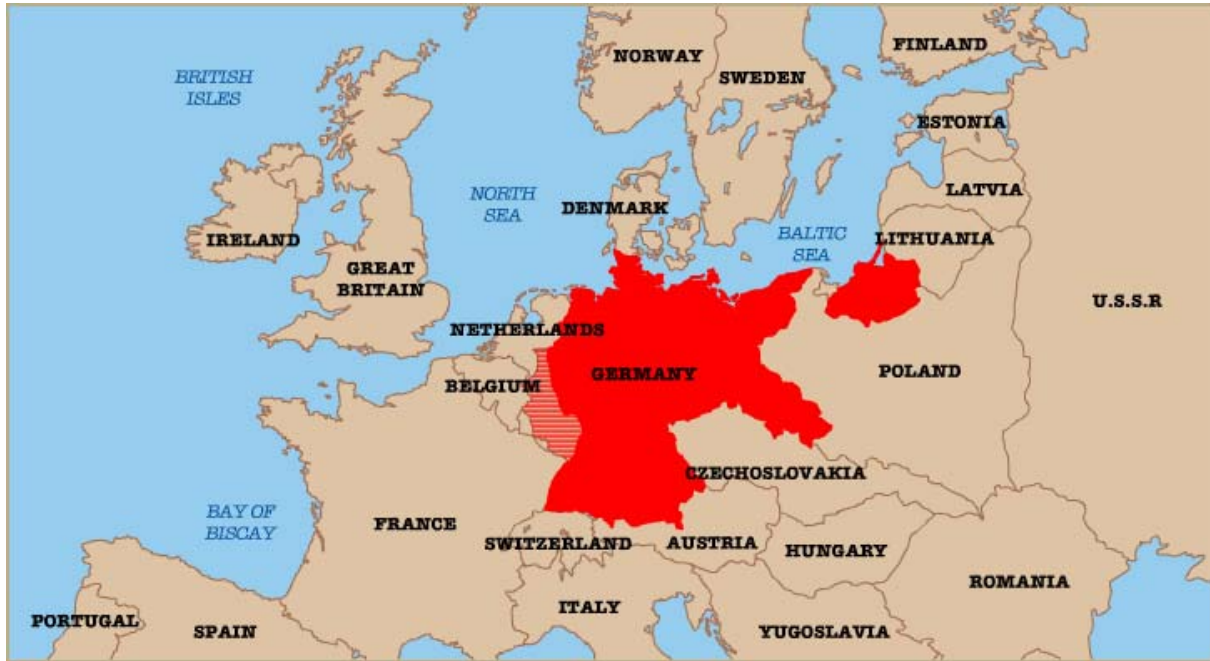 NORWAY
FINLAND
SWEDEN
BRITISH
ISLES
ESTONIA
LATVIA
NORTH
SEA
DENMARK
BALTIC
SEA
LITHUANIA
IRELAND
GREAT
BRITAIN
U.S.S.R
NETHERLANDS
BELGIUM
GERMANY
POLAND
CZECHOSLOVAKIA
BAY OF
BISCAY
FRANCE
SWITZERLAND
AUSTRIA
HUNGARY
ROMANIA
ITALY
PORTUGAL
SPAIN
YUGOSLAVIA